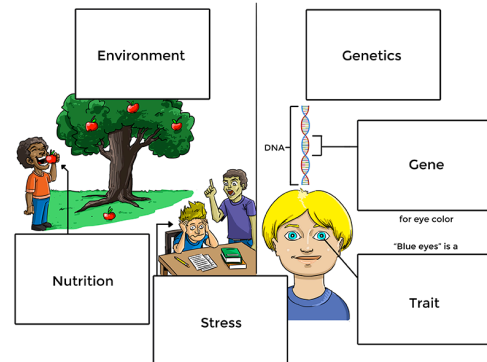 Environment
Genetics
DNA
Gene
for eye color
"Blue eyes" is a
Trait
Nutrition
Stress